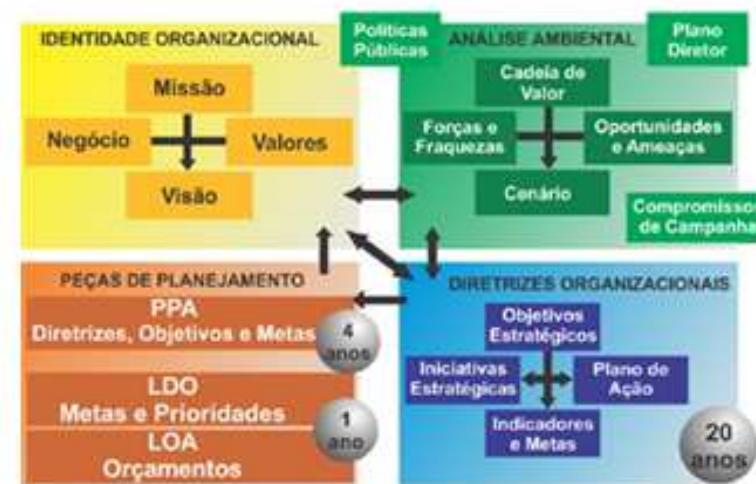 IDENTIDADE ORGANIZACIONAL
Missão
Negócio
Valores
Visão
Políticas
Públicas
ANÁLISE AMBIENTAL
Plano
Diretor
Cadeia de
Valor
Forças e
Fraquezas
Oportunidades
e Ameaças
Cenário
Compromissos
de Campanha
PEÇAS DE PLANEJAMENTO
PPA
Diretrizes, Objetivos e Metas
4
anos
LDO
Metas e Prioridades
1
ano
LOA
Orçamentos
DIRETRIZES ORGANIZACIONAIS
Objetivos
Estratégicos
Iniciativas
Estratégicas
Plano de
Ação
Indicadores
e Metas
20
anos